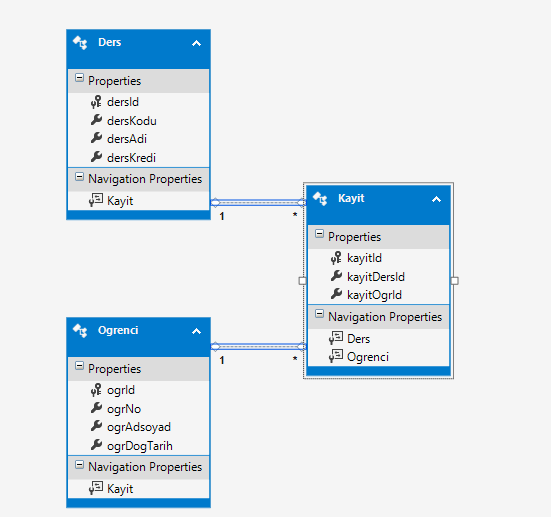 Ders
Properties
dersId
dersKodu
dersAdi
dersKredi
Navigation Properties
Kayit
1
*
Kayit
Properties
kayitId
kayitDersId
kayitOgrId
Navigation Properties
Ders
Ogrenci
Ogrenci
Properties
ogrId
ogrNo
ogrAdsoyad
ogrDogTarih
Navigation Properties
Kayit
1
*